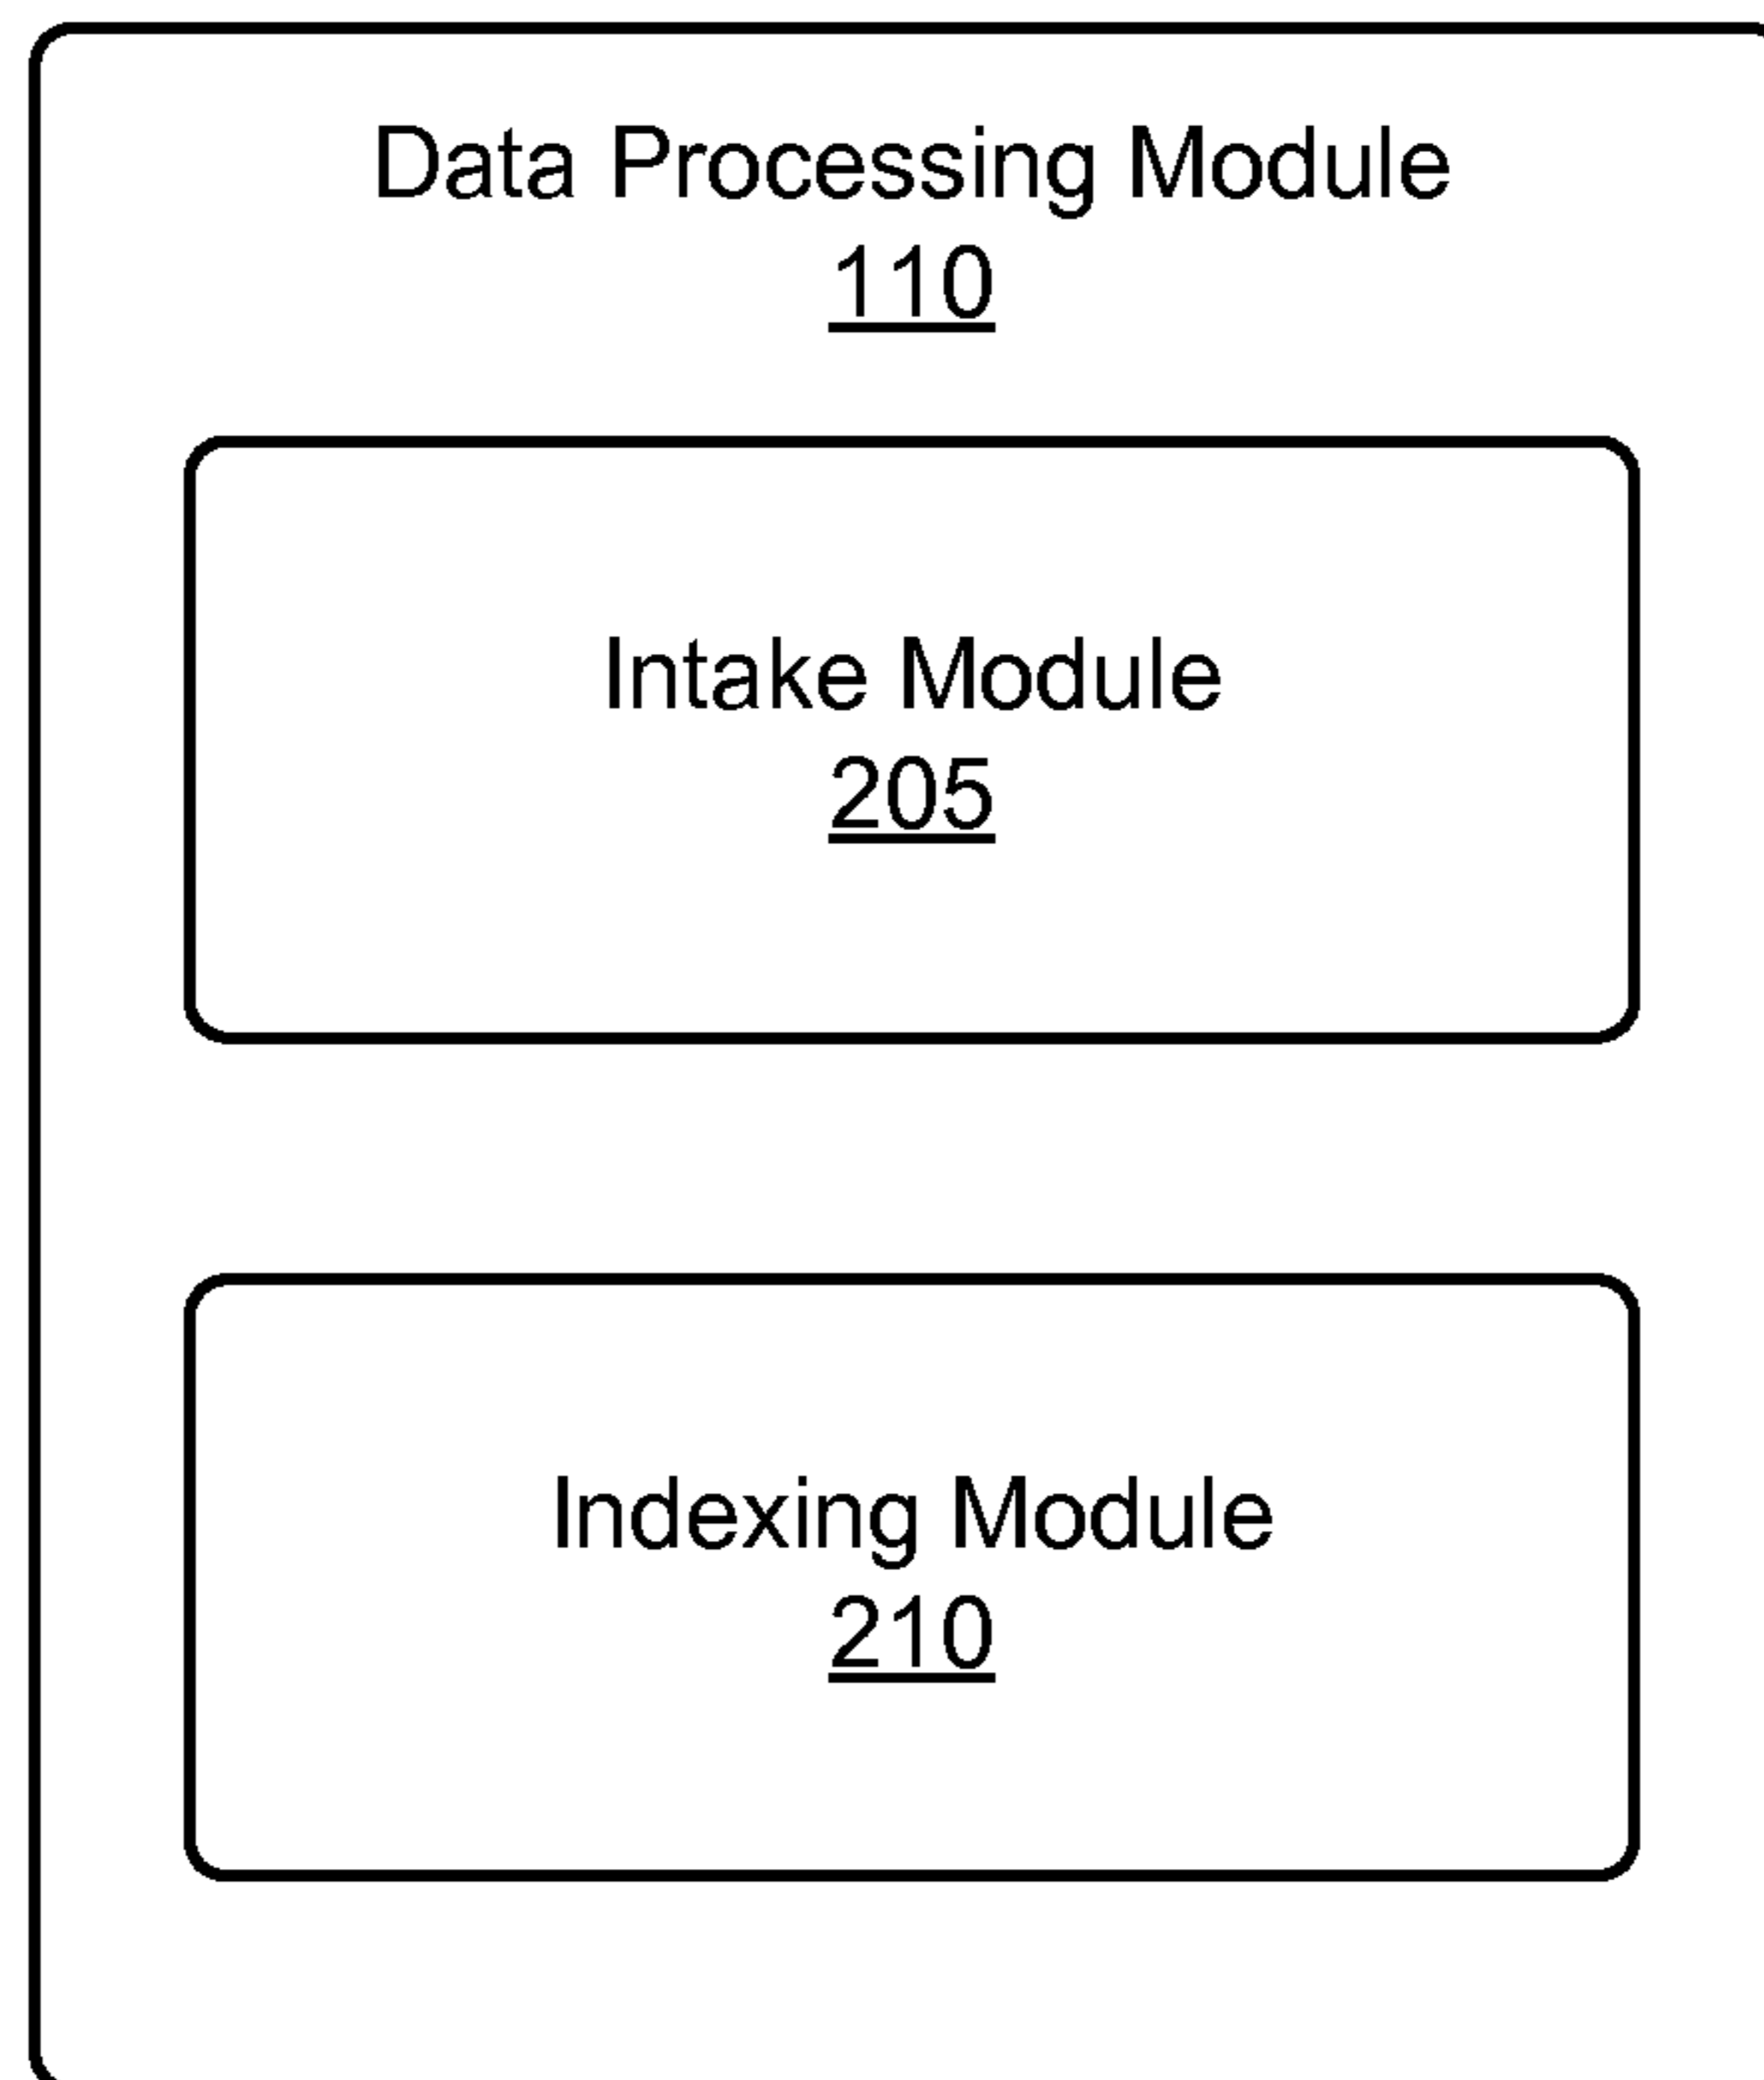 Data Processing Module
110
Intake Module
205
Indexing Module
210